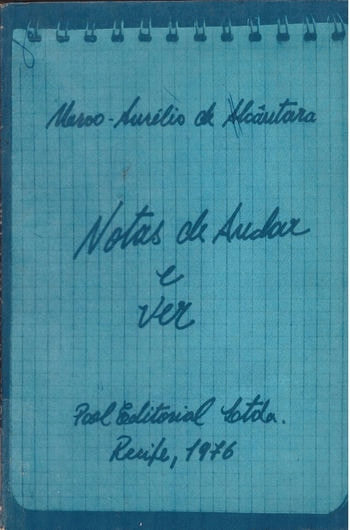 Marco-Aurélio de Alcântara
Notas de Andar
e
Ver
Pool Editorial Ltda.
Recife, 1976